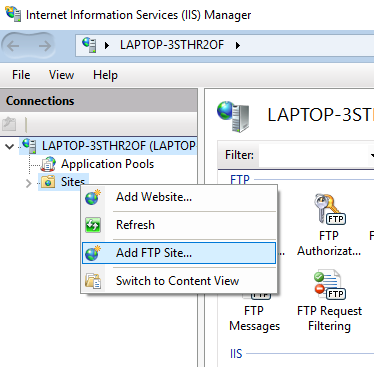 Internet Information Services (IIS) Manager
LAPTOP-3STHR2OF
File View Help
Connections
LAPTOP-3STHR2OF (LAPTOP
Application Pools
Sites
Add Website...
Refresh
Add FTP Site...
Switch to Content View
LAPTOP-3ST
Filter:
FTP
FTP
FTP
Authorizat...
FTP
FTP
FTP
Messages
FTP Request
Filtering
IIS